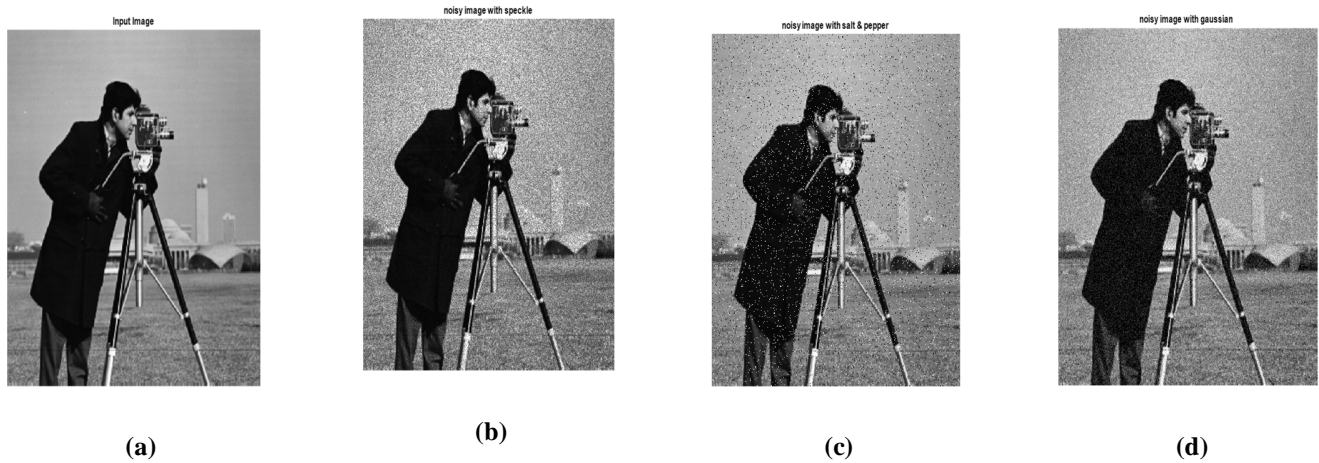 Input Image
noisy image with speckle
noisy image with salt & pepper
noisy image with gaussian
(a)
(b)
(c)
(d)